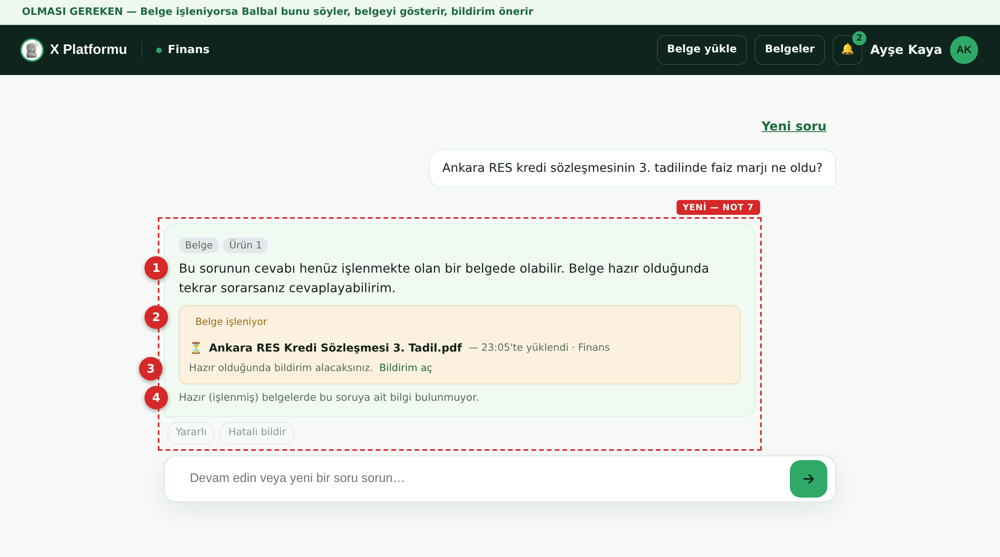 OLMASI GEREKEN — Belge işleniyorsa Balbal bunu söyler, belgeyi gösterir, bildirim önerir
X Platformu
Finans
Belge yükle
Belgeler
2
Ayşe Kaya
AK
Yeni soru
Ankara RES kredi sözleşmesinin 3. tadilinde faiz marjı ne oldu?
YENİ — NOT 7
Belge
Ürün 1
1
Bu sorunun cevabı henüz işlenmekte olan bir belgede olabilir. Belge hazır olduğunda
tekrar sorarsanız cevaplayabilirim.
2
Belge işleniyor
Ankara RES Kredi Sözleşmesi 3. Tadil.pdf — 23:05'te yüklendi · Finans
3
Hazır olduğunda bildirim alacaksınız. Bildirim aç
4
Hazır (işlenmiş) belgelerde bu soruya ait bilgi bulunmuyor.
Yararlı
Hatalı bildir
Devam edin veya yeni bir soru sorun…